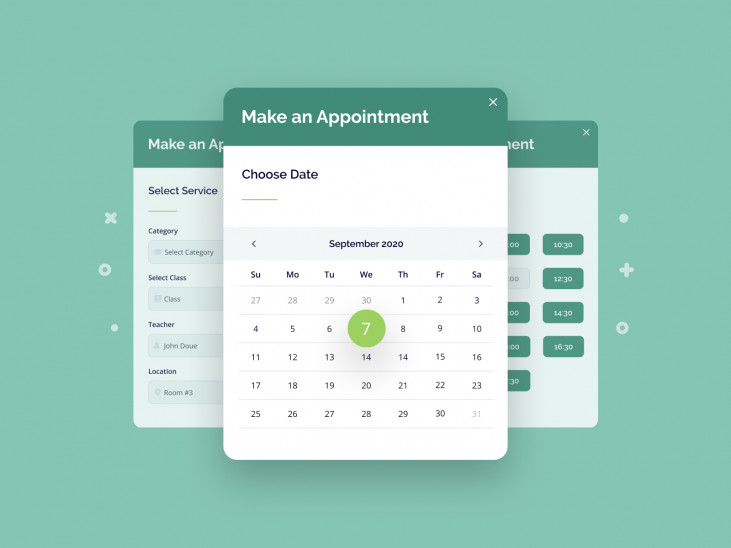 Make an Appointment
Choose Date
September 2020
Su Mo Tu We Th Fr Sa
27 28 29 30 1 2 3
4 5 6 7 8 9 10
11 12 13 14 14 15 16
17 18 19 20 21 22 23
25 26 27 28 29 30 31
Make an Ap
Select Service
Category
Select Category
Select Class
Class
Teacher
John Doue
Location
Room #3
ment
:00 10:30
:00 12:30
:00 14:30
:00 16:30
:30